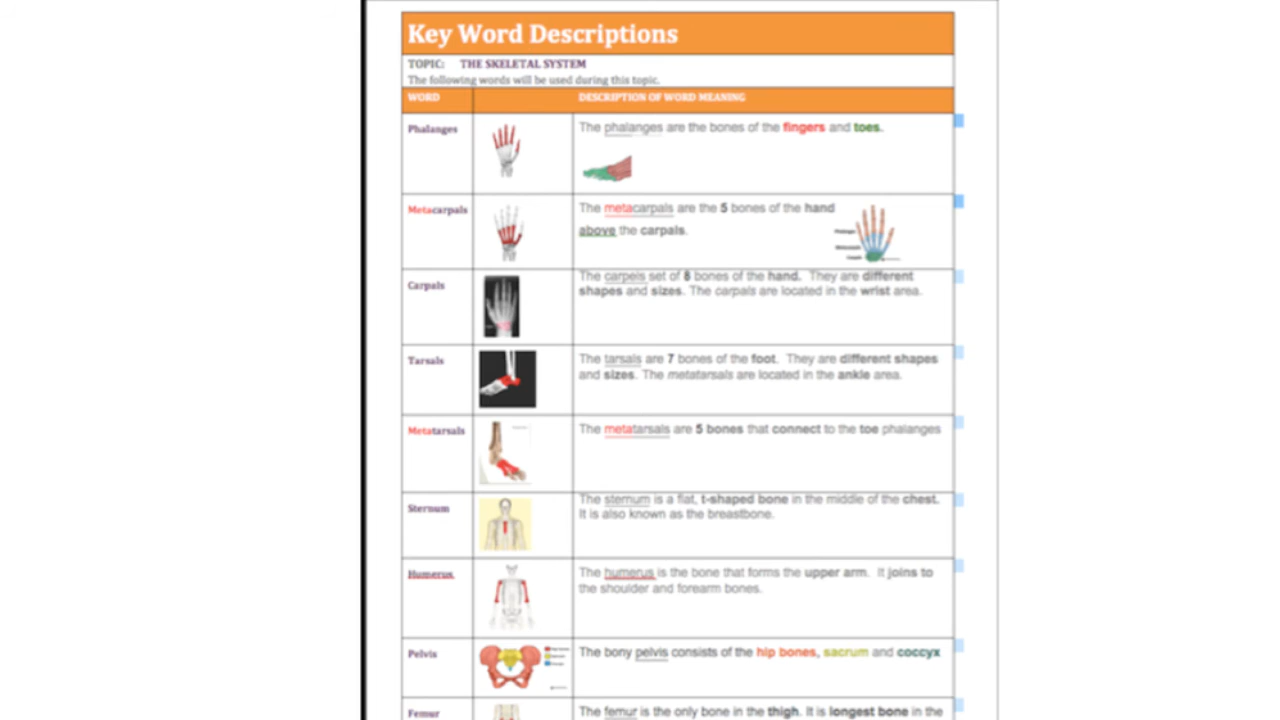 Key Word Descriptions
TOPIC: THE SKELETAL SYSTEM
The following words will be used during this topic.
WORD DESCRIPTION OF WORD MEANING
Phalanges
The phalanges are the bones of the fingers and toes.
Metacarpals
The metacarpals are the 5 bones of the hand
above the carpals.
Carpals
The carpels set of 8 bones of the hand. They are different
shapes and sizes. The carpals are located in the wrist area.
Tarsals
The tarsals are 7 bones of the foot. They are different shapes
and sizes. The metatarsals are located in the ankle area.
Metatarsals
The metatarsals are 5 bones that connect to the toe phalanges
Sternum
The sternum is a flat, t-shaped bone in the middle of the chest.
It is also known as the breastbone.
Humerus
The humerus is the bone that forms the upper arm. It joins to
the shoulder and forearm bones.
Pelvis
The bony pelvis consists of the hip bones, sacrum and coccyx
Femur
The femur is the only bone in the thigh. It is longest bone in the